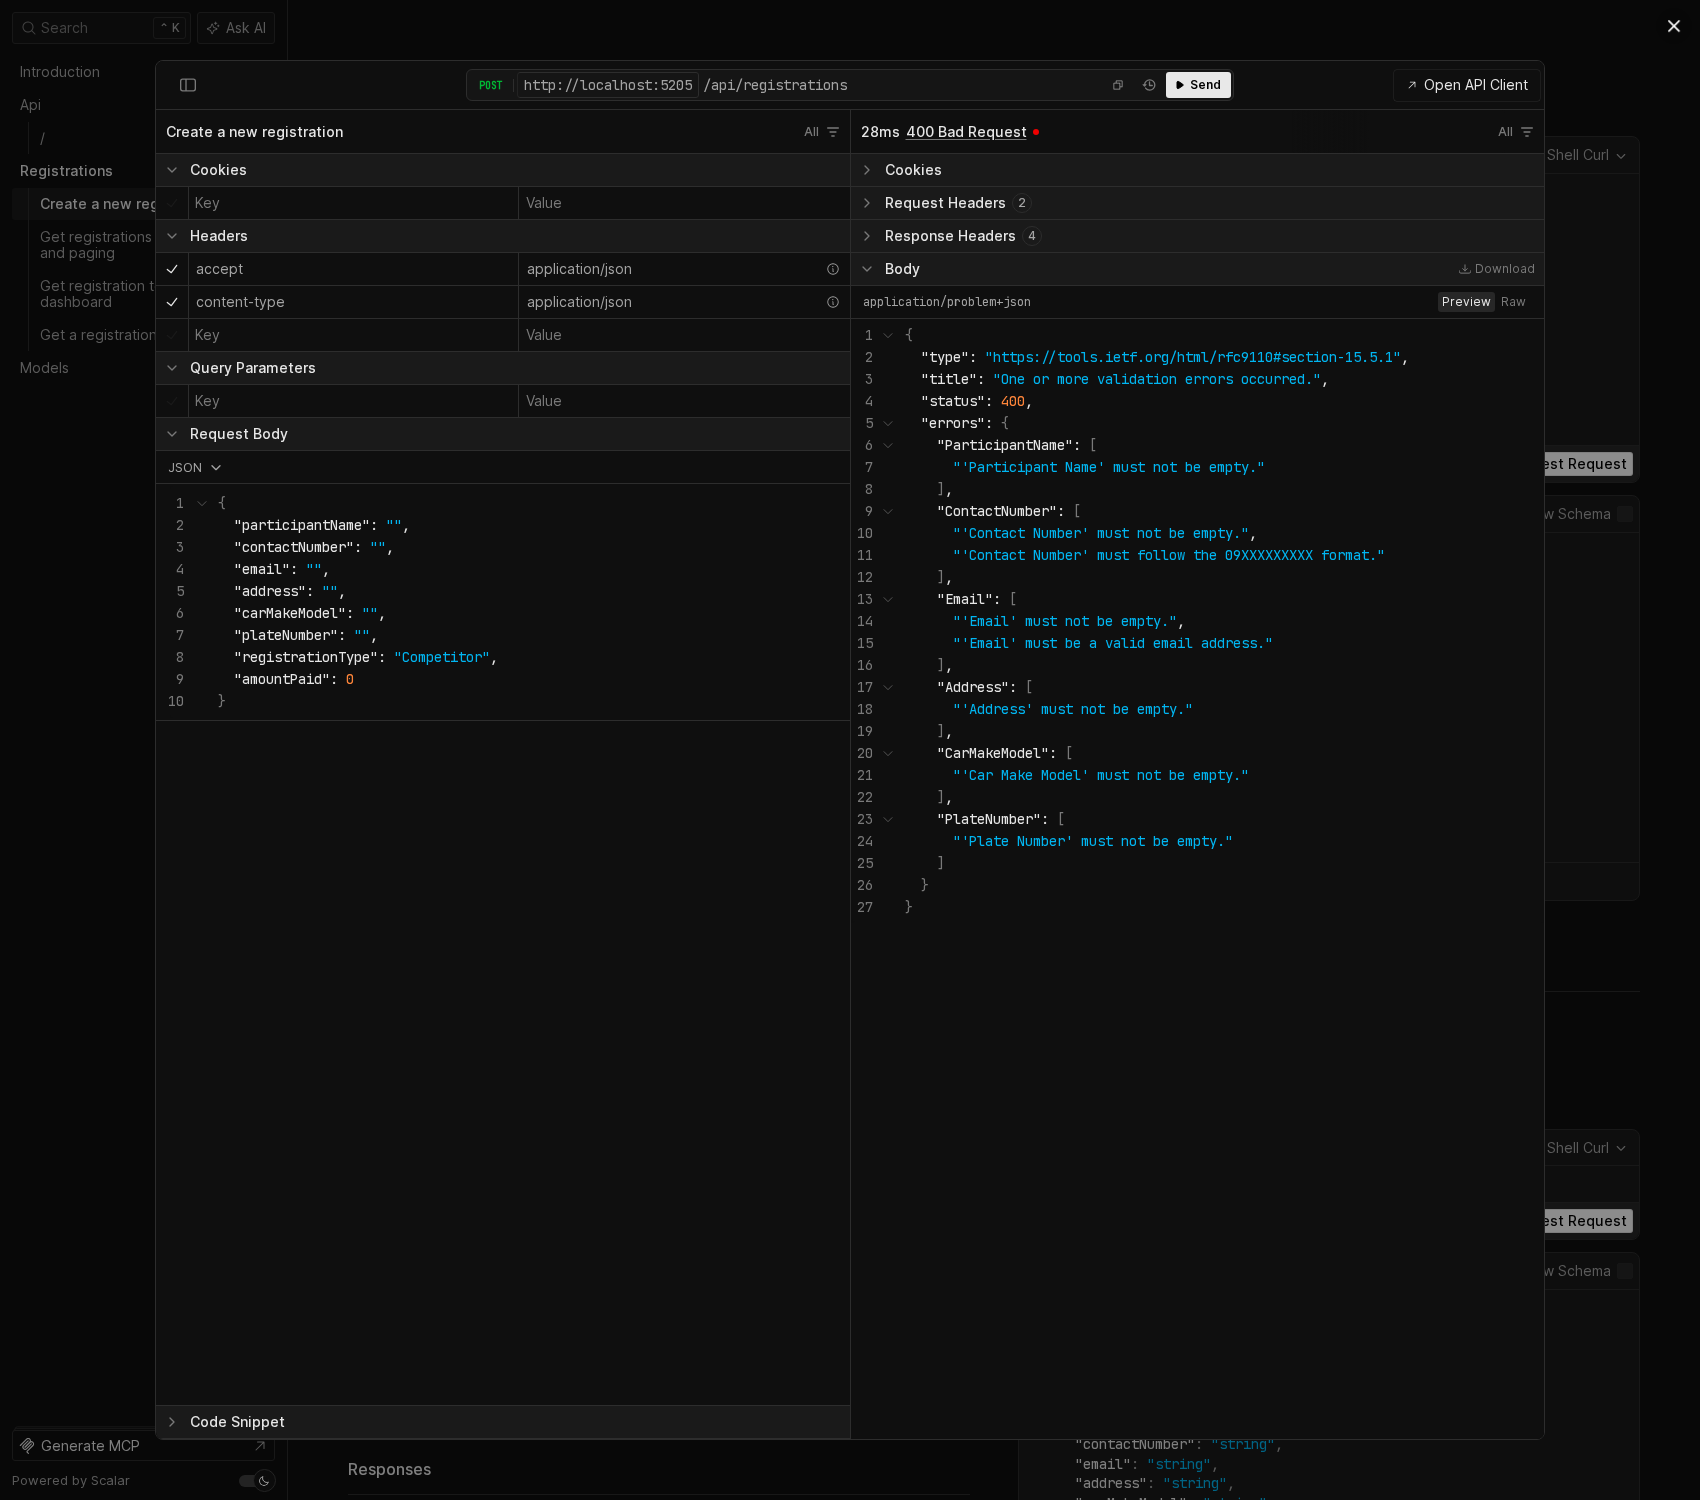 Search
⌃ K
Ask AI
Introduction
Api
/
Registrations
Create a new reg
Get registrations
and paging
Get registration t
dashboard
Get a registration
Models
Generate MCP
Powered by Scalar
POST
http://localhost:5205
/api/registrations
Send
Open API Client
Create a new registration
All
Cookies
Key
Value
Headers
accept
application/json
content-type
application/json
Key
Value
Query Parameters
Key
Value
Request Body
JSON
1 {
2 "participantName": "",
3 "contactNumber": "",
4 "email": "",
5 "address": "",
6 "carMakeModel": "",
7 "plateNumber": "",
8 "registrationType": "Competitor",
9 "amountPaid": 0
10 }
Code Snippet
28ms 400 Bad Request
All
Cookies
Request Headers 2
Response Headers 4
Body
Download
application/problem+json
Preview
Raw
1 {
2 "type": "https://tools.ietf.org/html/rfc9110#section-15.5.1",
3 "title": "One or more validation errors occurred.",
4 "status": 400,
5 "errors": {
6 "ParticipantName": [
7 "'Participant Name' must not be empty."
8 ],
9 "ContactNumber": [
10 "'Contact Number' must not be empty.",
11 "'Contact Number' must follow the 09XXXXXXXXX format."
12 ],
13 "Email": [
14 "'Email' must not be empty.",
15 "'Email' must be a valid email address."
16 ],
17 "Address": [
18 "'Address' must not be empty."
19 ],
20 "CarMakeModel": [
21 "'Car Make Model' must not be empty."
22 ],
23 "PlateNumber": [
24 "'Plate Number' must not be empty."
25 ]
26 }
27 }
Shell Curl
est Request
w Schema
Shell Curl
est Request
w Schema
Responses
"contactNumber": "string",
"email": "string",
"address": "string",